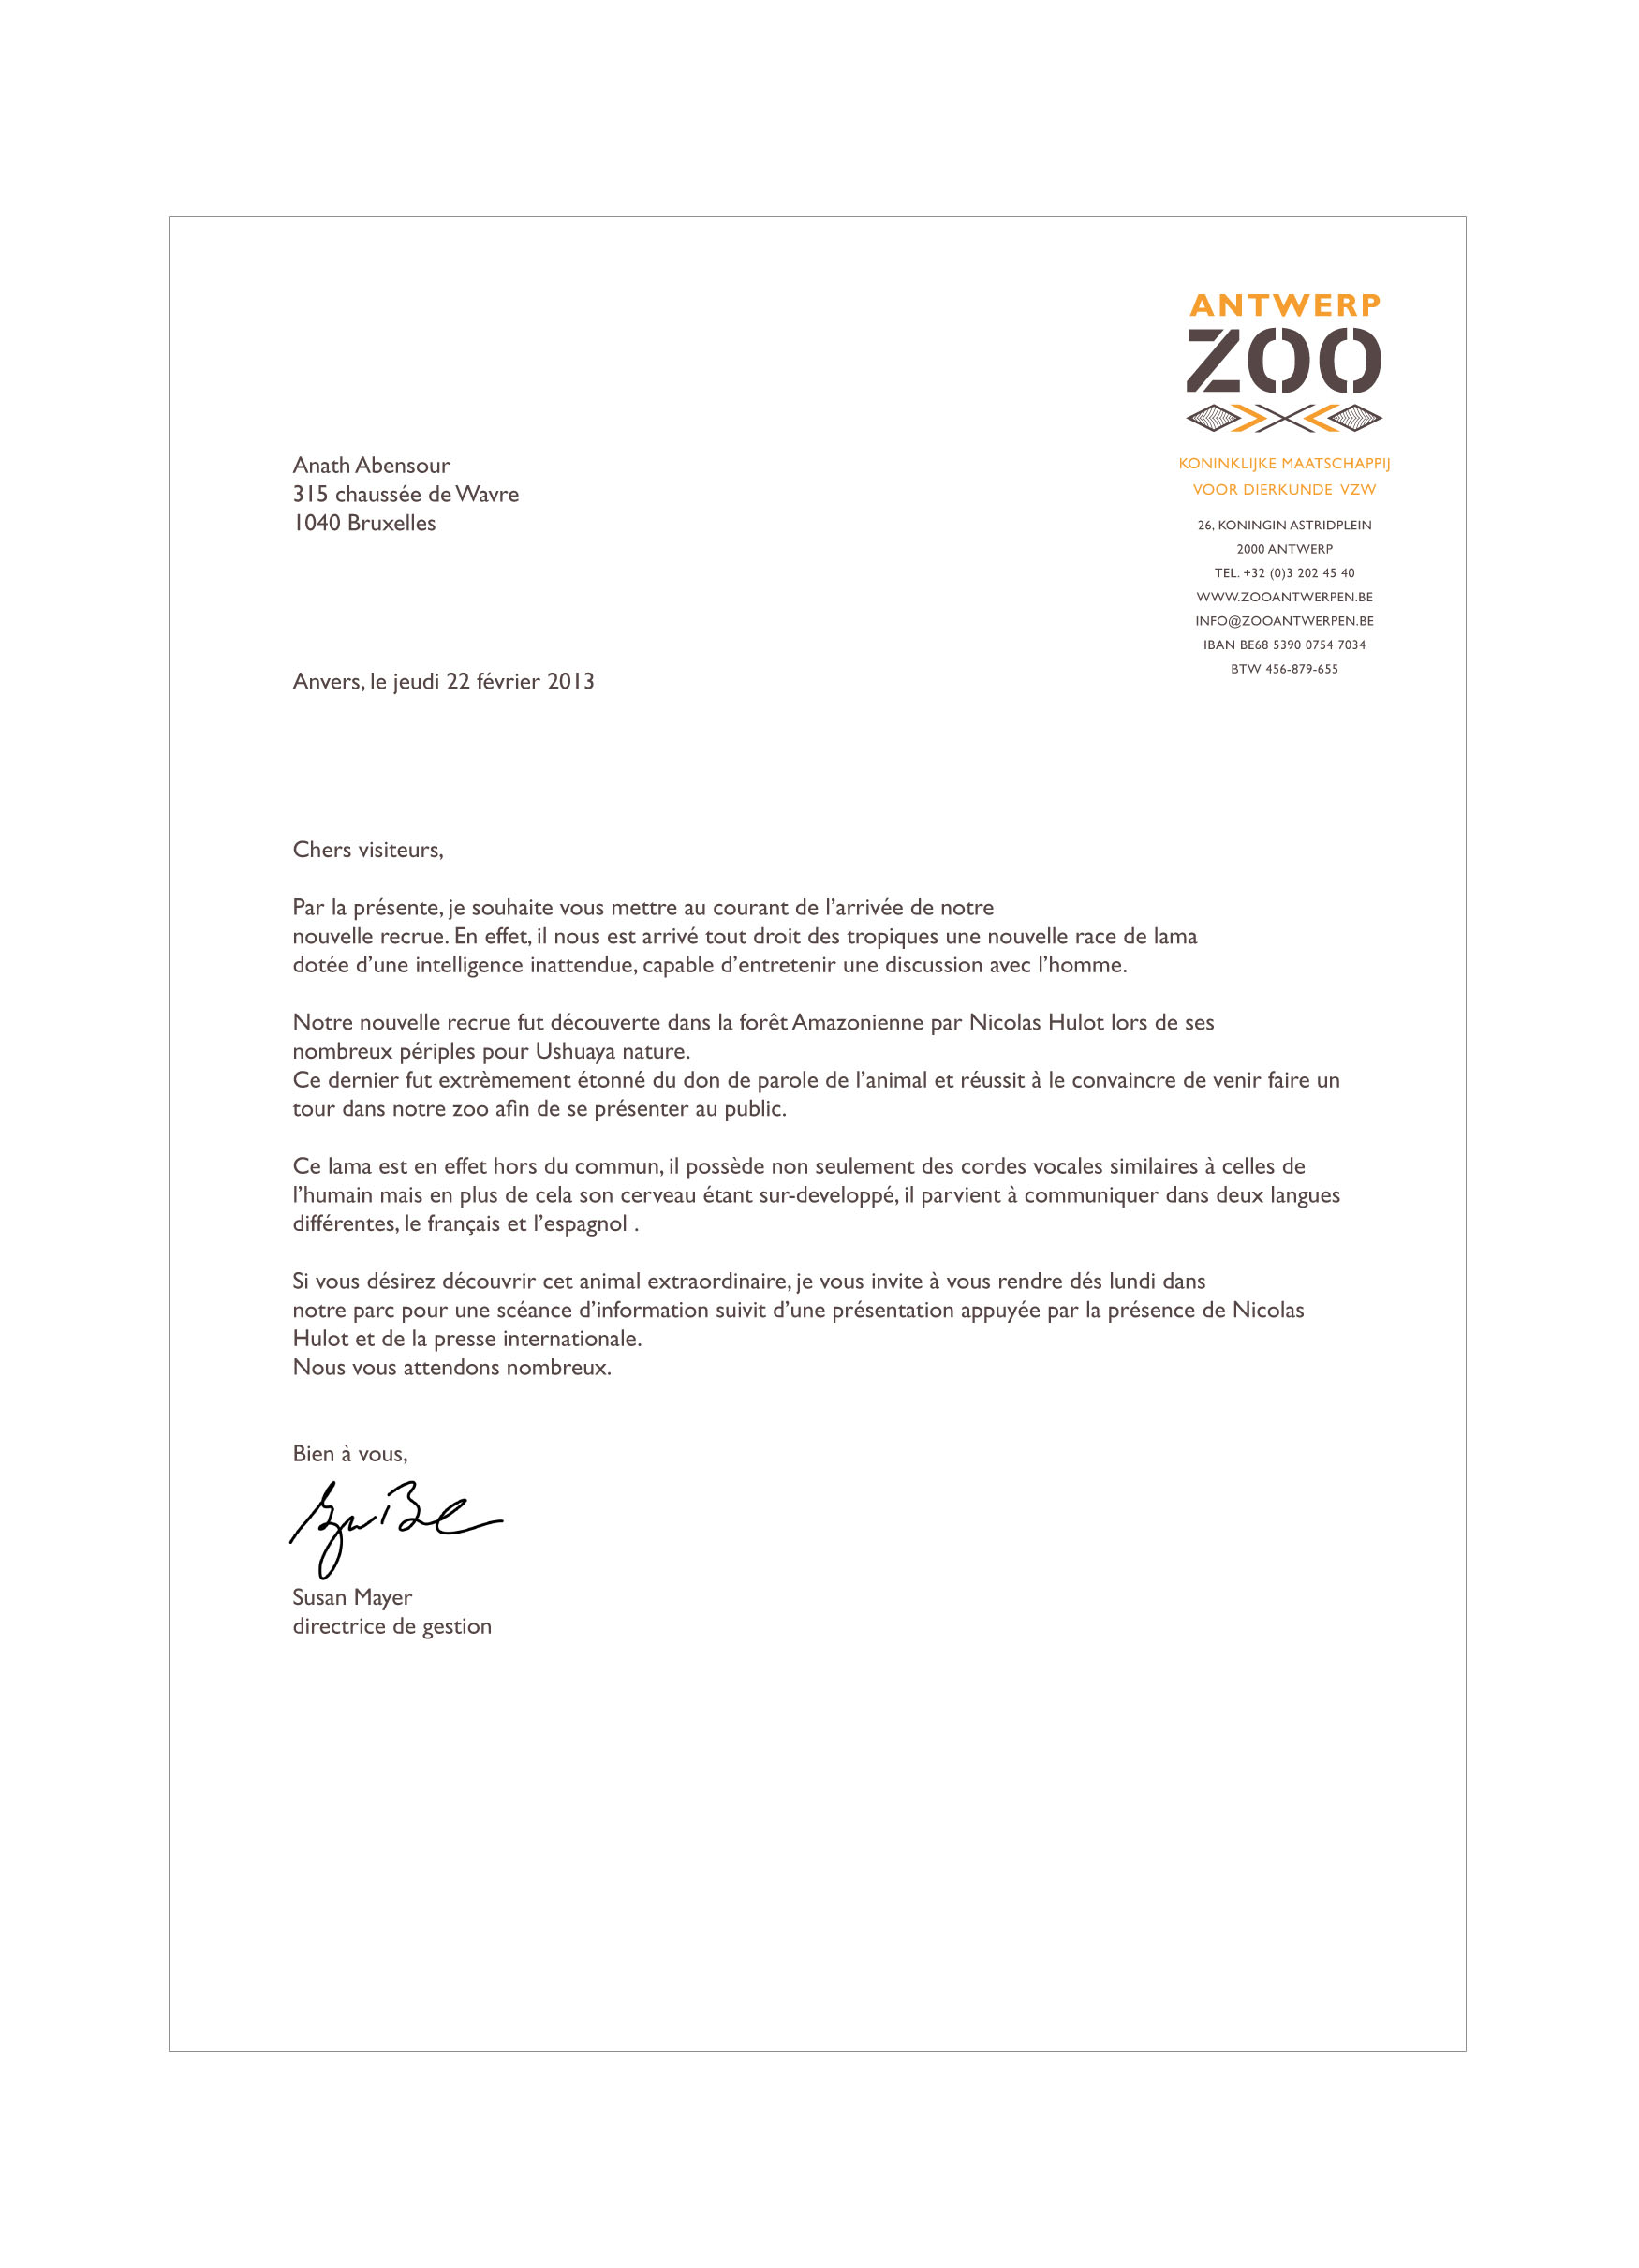 ANTWERP
ZOO
KONINKLIJKE MAATSCHAPPIJ
VOOR DIERKUNDE VZW
26, KONINGIN ASTRIDPLEIN
2000 ANTWERP
TEL. +32 (0)3 202 45 40
WWW.ZOOANTWERPEN.BE
INFO@ZOOANTWERPEN.BE
IBAN BE68 5390 0754 7034
BTW 456-879-655
Anath Abensour
315 chaussée de Wavre
1040 Bruxelles
Anvers, le jeudi 22 février 2013
Chers visiteurs,
Par la présente, je souhaite vous mettre au courant de l’arrivée de notre
nouvelle recrue. En effet, il nous est arrivé tout droit des tropiques une nouvelle race de lama
dotée d’une intelligence inattendue, capable d’entretenir une discussion avec l’homme.
Notre nouvelle recrue fut découverte dans la forêt Amazonienne par Nicolas Hulot lors de ses
nombreux périples pour Ushuaya nature.
Ce dernier fut extrèmement étonné du don de parole de l’animal et réussit à le convaincre de venir faire un
tour dans notre zoo afin de se présenter au public.
Ce lama est en effet hors du commun, il possède non seulement des cordes vocales similaires à celles de
l’humain mais en plus de cela son cerveau étant sur-developpé, il parvient à communiquer dans deux langues
différentes, le français et l’espagnol .
Si vous désirez découvrir cet animal extraordinaire, je vous invite à vous rendre dés lundi dans
notre parc pour une scéance d’information suivit d’une présentation appuyée par la présence de Nicolas
Hulot et de la presse internationale.
Nous vous attendons nombreux.
Bien à vous,
Susan Mayer
directrice de gestion